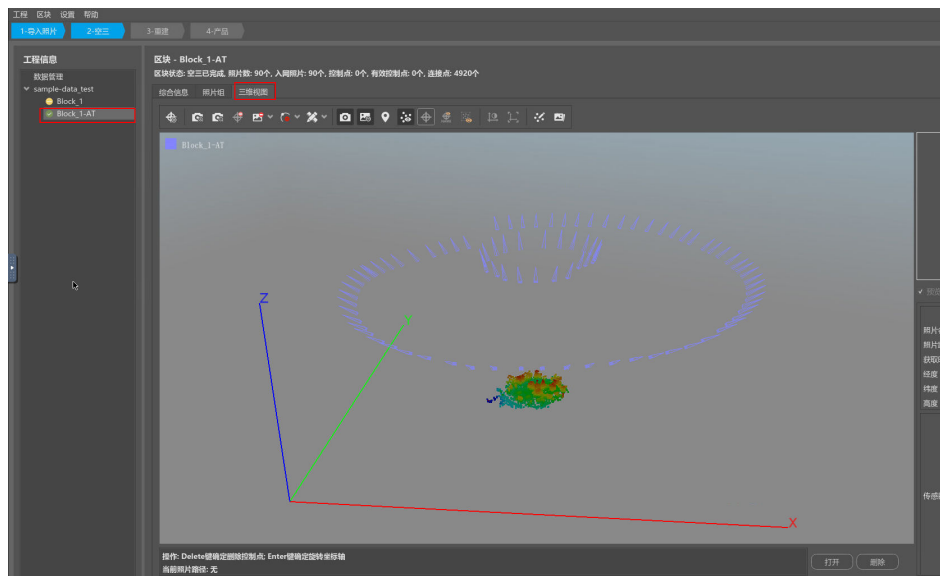 工程 区块 设置 帮助
1-导入照片 2-空三 3-重建 4-产品
工程信息
数据管理
sample-data_test
Block_1
Block_1-AT
区块 - Block_1-AT
区块状态: 空三已完成, 照片数: 90个, 入网照片: 90个, 控制点: 0个, 有效控制点: 0个, 连接点: 4920个
综合信息 照片组 三维视图
Block_1-AT
Z
Y
X
预览
照片
照片
获取
经度
纬度
高度
传感
操作: Delete键确定删除控制点; Enter键确定旋转坐标轴
当前照片路径: 无
打开 删除